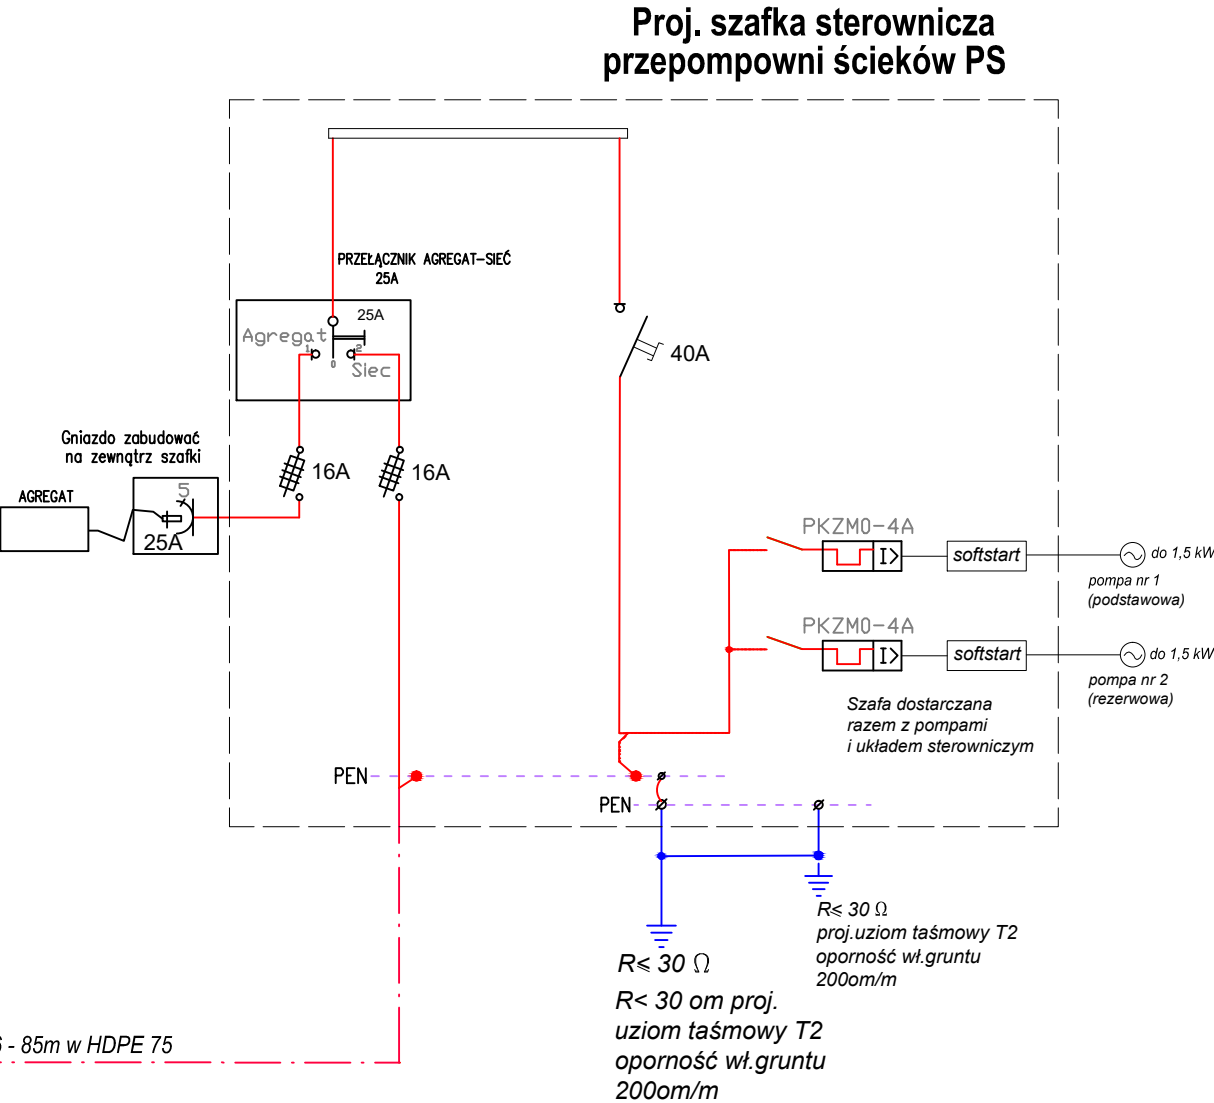 Proj. szafka sterownicza
przepompowni ścieków PS
PRZEŁĄCZNIK AGREGAT-SIEĆ
25A
25A
Agregat
1
2
0
Siec
40A
Gniazdo zabudować
na zewnątrz szafki
AGREGAT
5
25A
16A
16A
PKZM0-4A
I>
softstart
do 1,5 kW
pompa nr 1
(podstawowa)
PKZM0-4A
I>
softstart
do 1,5 kW
pompa nr 2
(rezerwowa)
Szafa dostarczana
razem z pompami
i układem sterowniczym
PEN
PEN
R⩽ 30 Ω
proj.uziom taśmowy T2
oporność wł.gruntu
200om/m
R⩽ 30 Ω
R< 30 om proj.
uziom taśmowy T2
oporność wł.gruntu
200om/m
- 85m w HDPE 75